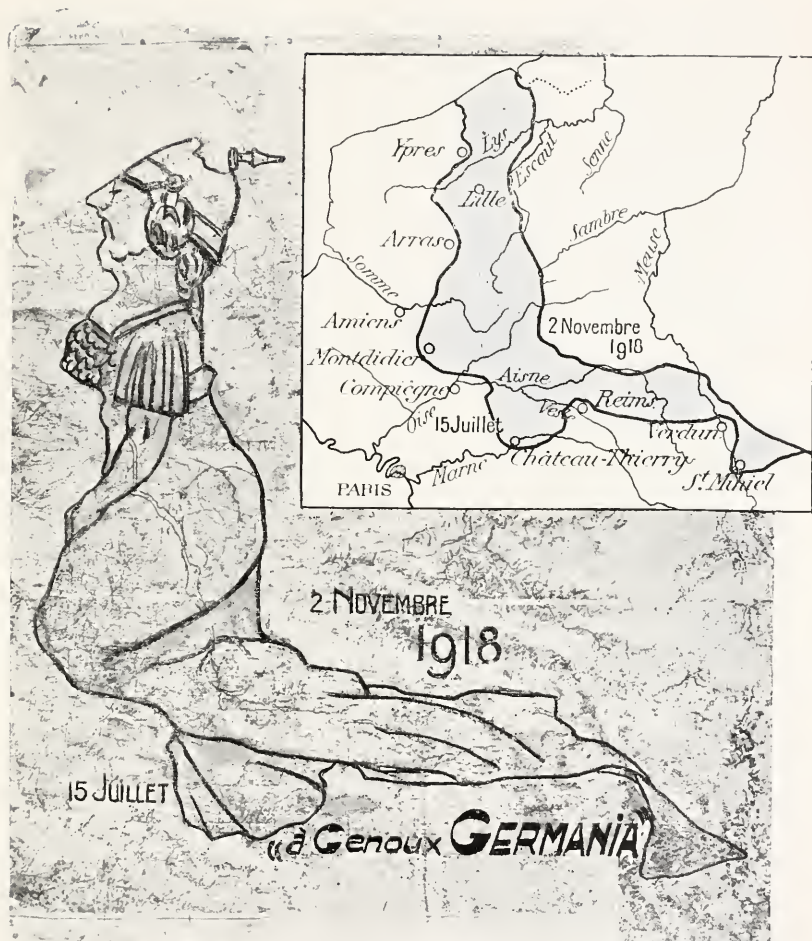 Ypres
Lys
Escaut
Senne
Lille
Arras
Sambre
Meuse
Somme
Amiens
2 Novembre
1918
Montdidier
Compiègne
Aisne
Oise
15 Juillet
Vesle
Reims
Verdun
Marne
Château-Thierry
St Mihiel
PARIS
2 NOVEMBRE
1918
15 JUILLET
«à Genoux GERMANIA"